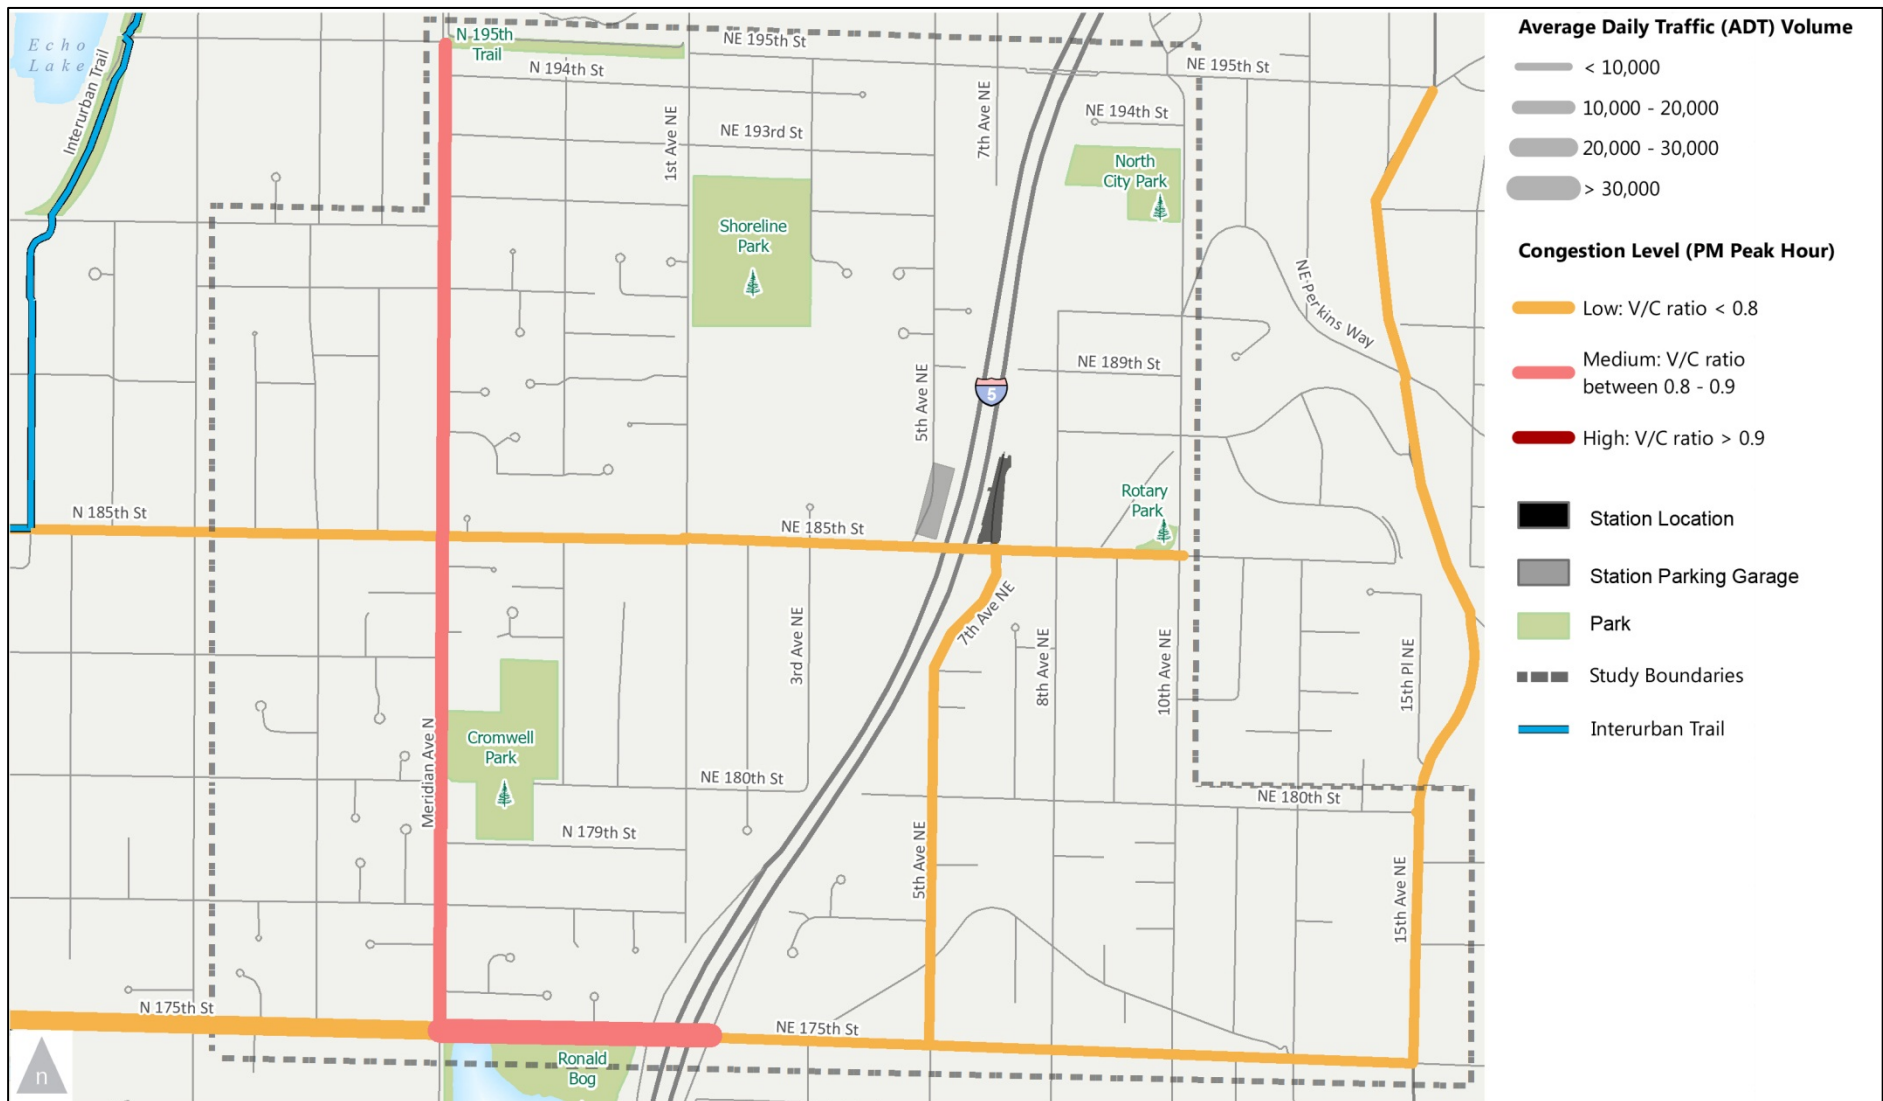 Echo
Lake
Interurban Trail
N 195th
Trail
NE 195th St
NE 195th St
N 194th St
1st Ave NE
NE 193rd St
7th Ave NE
NE 194th St
North
City Park
Shoreline
Park
NE Perkins Way
NE 189th St
5th Ave NE
5
Rotary
Park
N 185th St
NE 185th St
7th Ave NE
3rd Ave NE
8th Ave NE
10th Ave NE
15th Pl NE
Meridian Ave N
Cromwell
Park
NE 180th St
NE 180th St
N 179th St
5th Ave NE
15th Ave NE
N 175th St
NE 175th St
Ronald
Bog
n
Average Daily Traffic (ADT) Volume
< 10,000
10,000 - 20,000
20,000 - 30,000
> 30,000
Congestion Level (PM Peak Hour)
Low: V/C ratio < 0.8
Medium: V/C ratio
between 0.8 - 0.9
High: V/C ratio > 0.9
Station Location
Station Parking Garage
Park
Study Boundaries
Interurban Trail